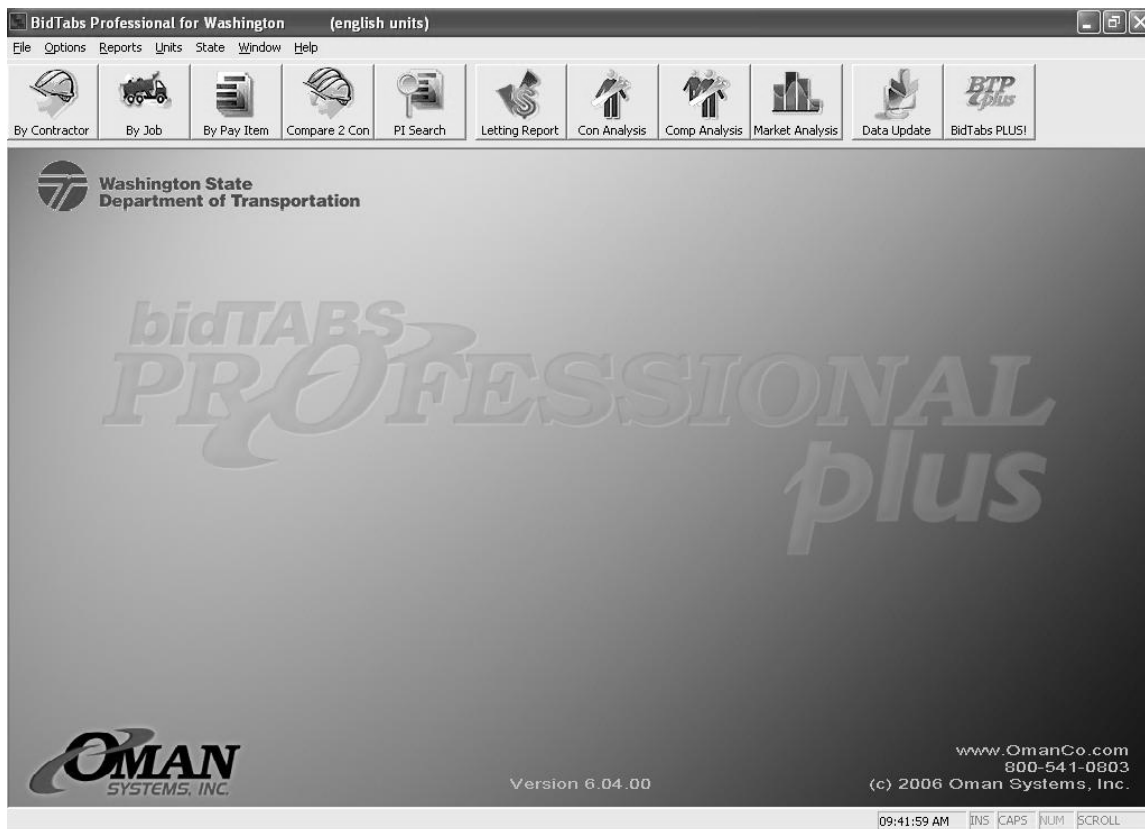 BidTabs Professional for Washington (english units)
File Options Reports Units State Window Help
BTP
plus
By Contractor By Job By Pay Item Compare 2 Con PI Search Letting Report Con Analysis Comp Analysis Market Analysis Data Update BidTabs PLUS!
Washington State
Department of Transportation
bidTABS
PROFESSIONAL
plus
OMAN
SYSTEMS, INC.
Version 6.04.00
www.OmanCo.com
800-541-0803
(c) 2006 Oman Systems, Inc.
09:41:59 AM INS CAPS NUM SCROLL